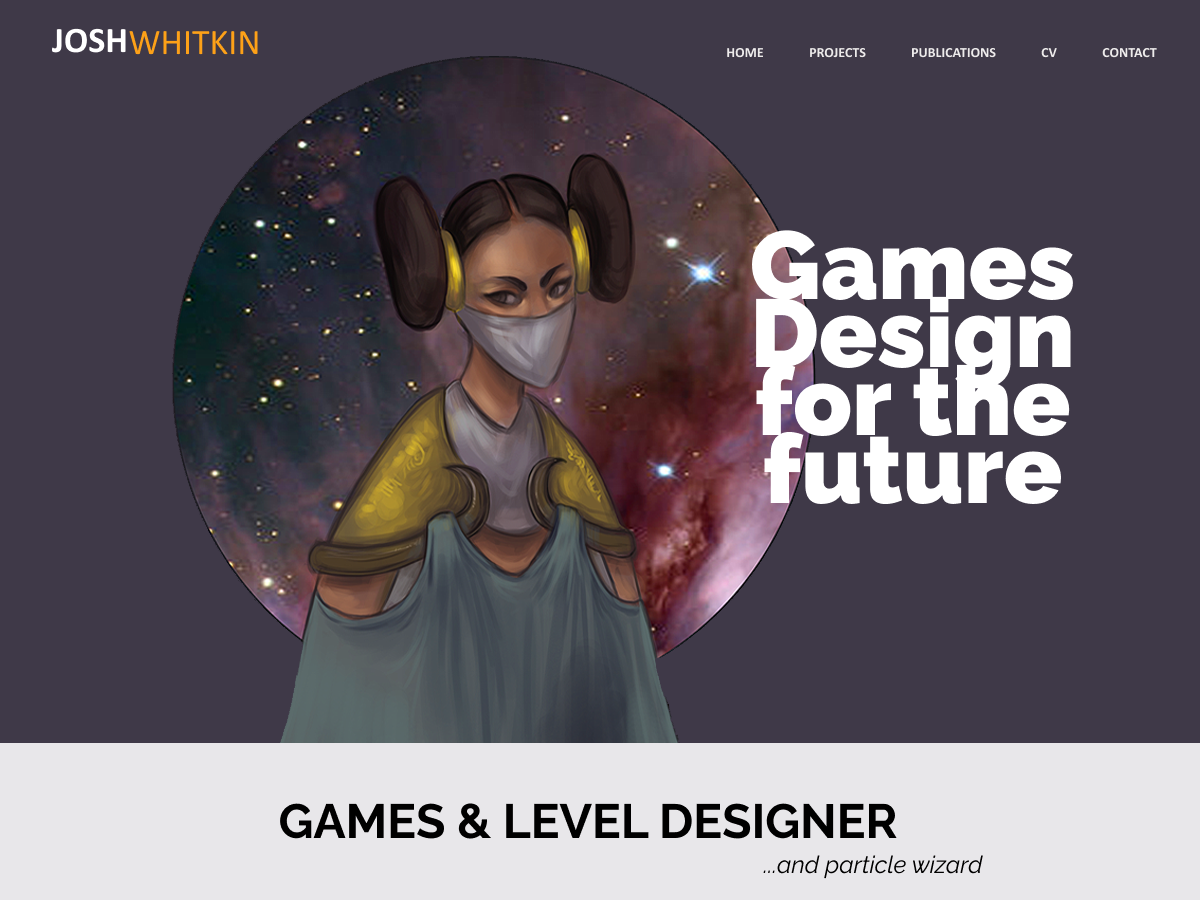 JOSHWHITKIN
HOME PROJECTS PUBLICATIONS CV CONTACT
Games
Design
for the
future
GAMES & LEVEL DESIGNER
...and particle wizard